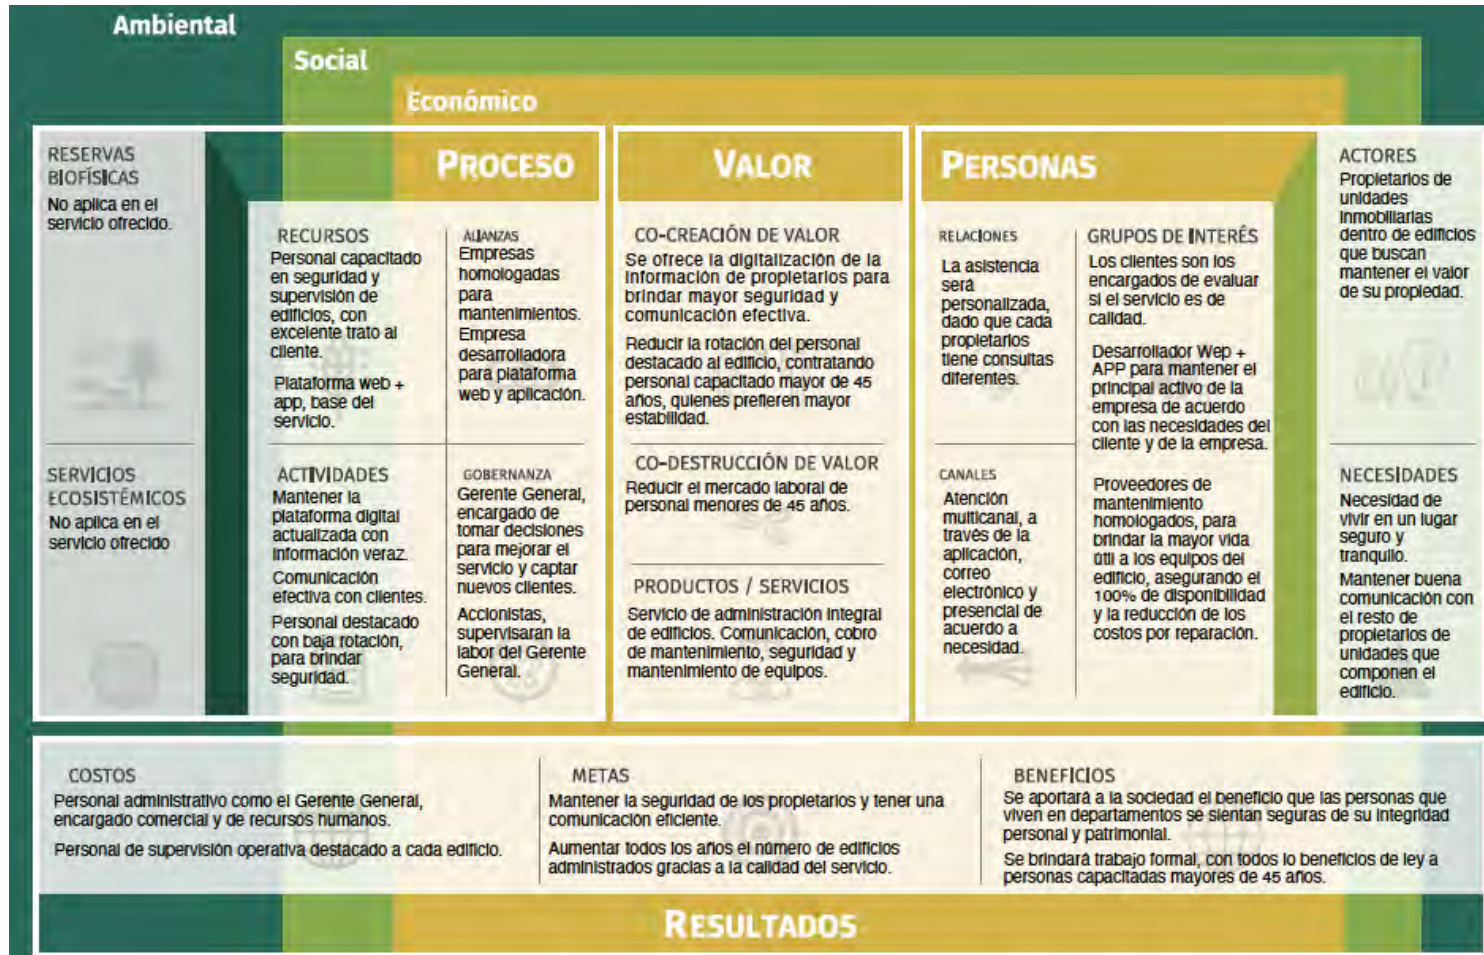 Ambiental
Social
Económico
RESERVAS
BIOFÍSICAS
No aplica en el
servicio ofrecido.
SERVICIOS
ECOSISTÉMICOS
No aplica en el
servicio ofrecido
PROCESO
RECURSOS
Personal capacitado
en seguridad y
supervisión de
edificios, con
excelente trato al
cliente.
Plataforma web +
app, base del
servicio.
ALIANZAS
Empresas
homologadas
para
mantenimientos.
Empresa
desarrolladora
para plataforma
web y aplicación.
ACTIVIDADES
Mantener la
plataforma digital
actualizada con
información veraz.
Comunicación
efectiva con clientes.
Personal destacado
con baja rotación,
para brindar
seguridad.
GOBERNANZA
Gerente General,
encargado de
tomar decisiones
para mejorar el
servicio y captar
nuevos clientes.
Accionistas,
supervisaran la
labor del Gerente
General.
VALOR
CO-CREACIÓN DE VALOR
Se ofrece la digitalización de la
información de propietarios para
brindar mayor seguridad y
comunicación efectiva.
Reducir la rotación del personal
destacado al edificio, contratando
personal capacitado mayor de 45
años, quienes prefieren mayor
estabilidad.
CO-DESTRUCCIÓN DE VALOR
Reducir el mercado laboral de
personal menores de 45 años.
PRODUCTOS / SERVICIOS
Servicio de administración integral
de edificios. Comunicación, cobro
de mantenimiento, seguridad y
mantenimiento de equipos.
PERSONAS
RELACIONES
La asistencia
será
personalizada,
dado que cada
propietarios
tiene consultas
diferentes.
GRUPOS DE INTERÉS
Los clientes son los
encargados de evaluar
si el servicio es de
calidad.
Desarrollador Wep +
APP para mantener el
principal activo de la
empresa de acuerdo
con las necesidades del
cliente y de la empresa.
Proveedores de
mantenimiento
homologados, para
brindar la mayor vida
útil a los equipos del
edificio, asegurando el
100% de disponibilidad
y la reducción de los
costos por reparación.
CANALES
Atención
multicanal, a
través de la
aplicación,
correo
electrónico y
presencial de
acuerdo a
necesidad.
ACTORES
Propietarios de
unidades
inmobiliarias
dentro de edificios
que buscan
mantener el valor
de su propiedad.
NECESIDADES
Necesidad de
vivir en un lugar
seguro y
tranquilo.
Mantener buena
comunicación con
el resto de
propietarios de
unidades que
componen el
edificio.
COSTOS
Personal administrativo como el Gerente General,
encargado comercial y de recursos humanos.
Personal de supervisión operativa destacado a cada edificio.
METAS
Mantener la seguridad de los propietarios y tener una
comunicación eficiente.
Aumentar todos los años el número de edificios
administrados gracias a la calidad del servicio.
BENEFICIOS
Se aportará a la sociedad el beneficio que las personas que
viven en departamentos se sientan seguras de su integridad
personal y patrimonial.
Se brindará trabajo formal, con todos lo beneficios de ley a
personas capacitadas mayores de 45 años.
RESULTADOS